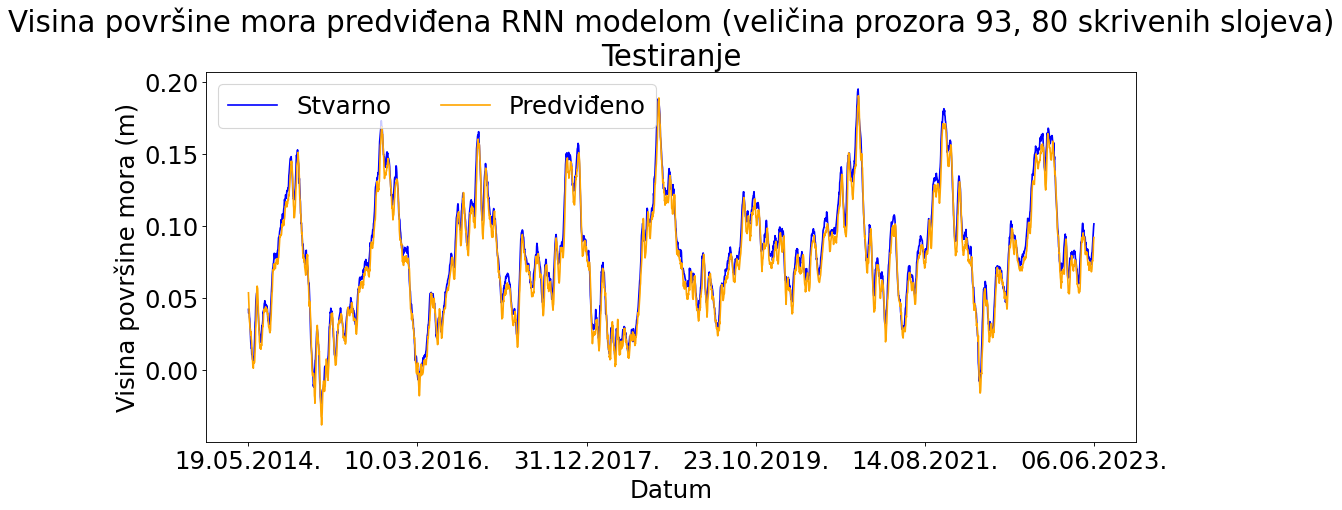 Visina površine mora predviđena RNN modelom (veličina prozora 93, 80 skrivenih slojeva)
Testiranje
Stvarno
Predviđeno
Visina površine mora (m)
0.20
0.15
0.10
0.05
0.00
19.05.2014. 10.03.2016. 31.12.2017. 23.10.2019. 14.08.2021. 06.06.2023.
Datum